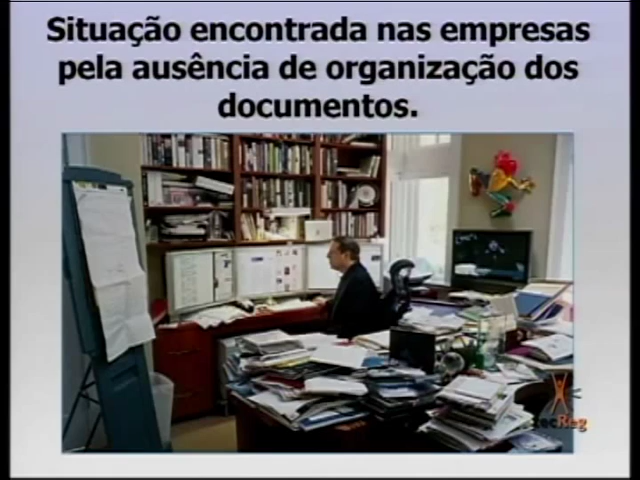 Situação encontrada nas empresas
pela ausência de organização dos
documentos.